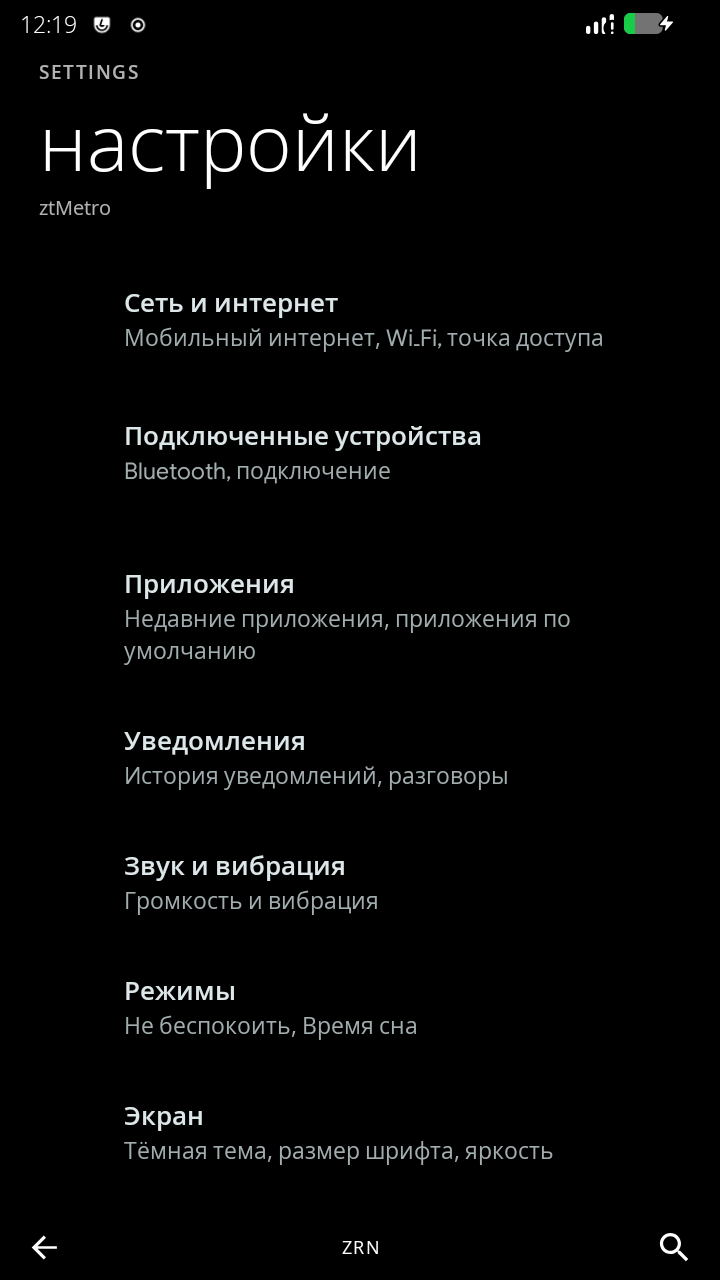 12:19
SETTINGS
настройки
ztMetro
Сеть и интернет
Мобильный интернет, Wi-Fi, точка доступа
Подключенные устройства
Bluetooth, подключение
Приложения
Недавние приложения, приложения по
умолчанию
Уведомления
История уведомлений, разговоры
Звук и вибрация
Громкость и вибрация
Режимы
Не беспокоить, Время сна
Экран
Тёмная тема, размер шрифта, яркость
ZRN